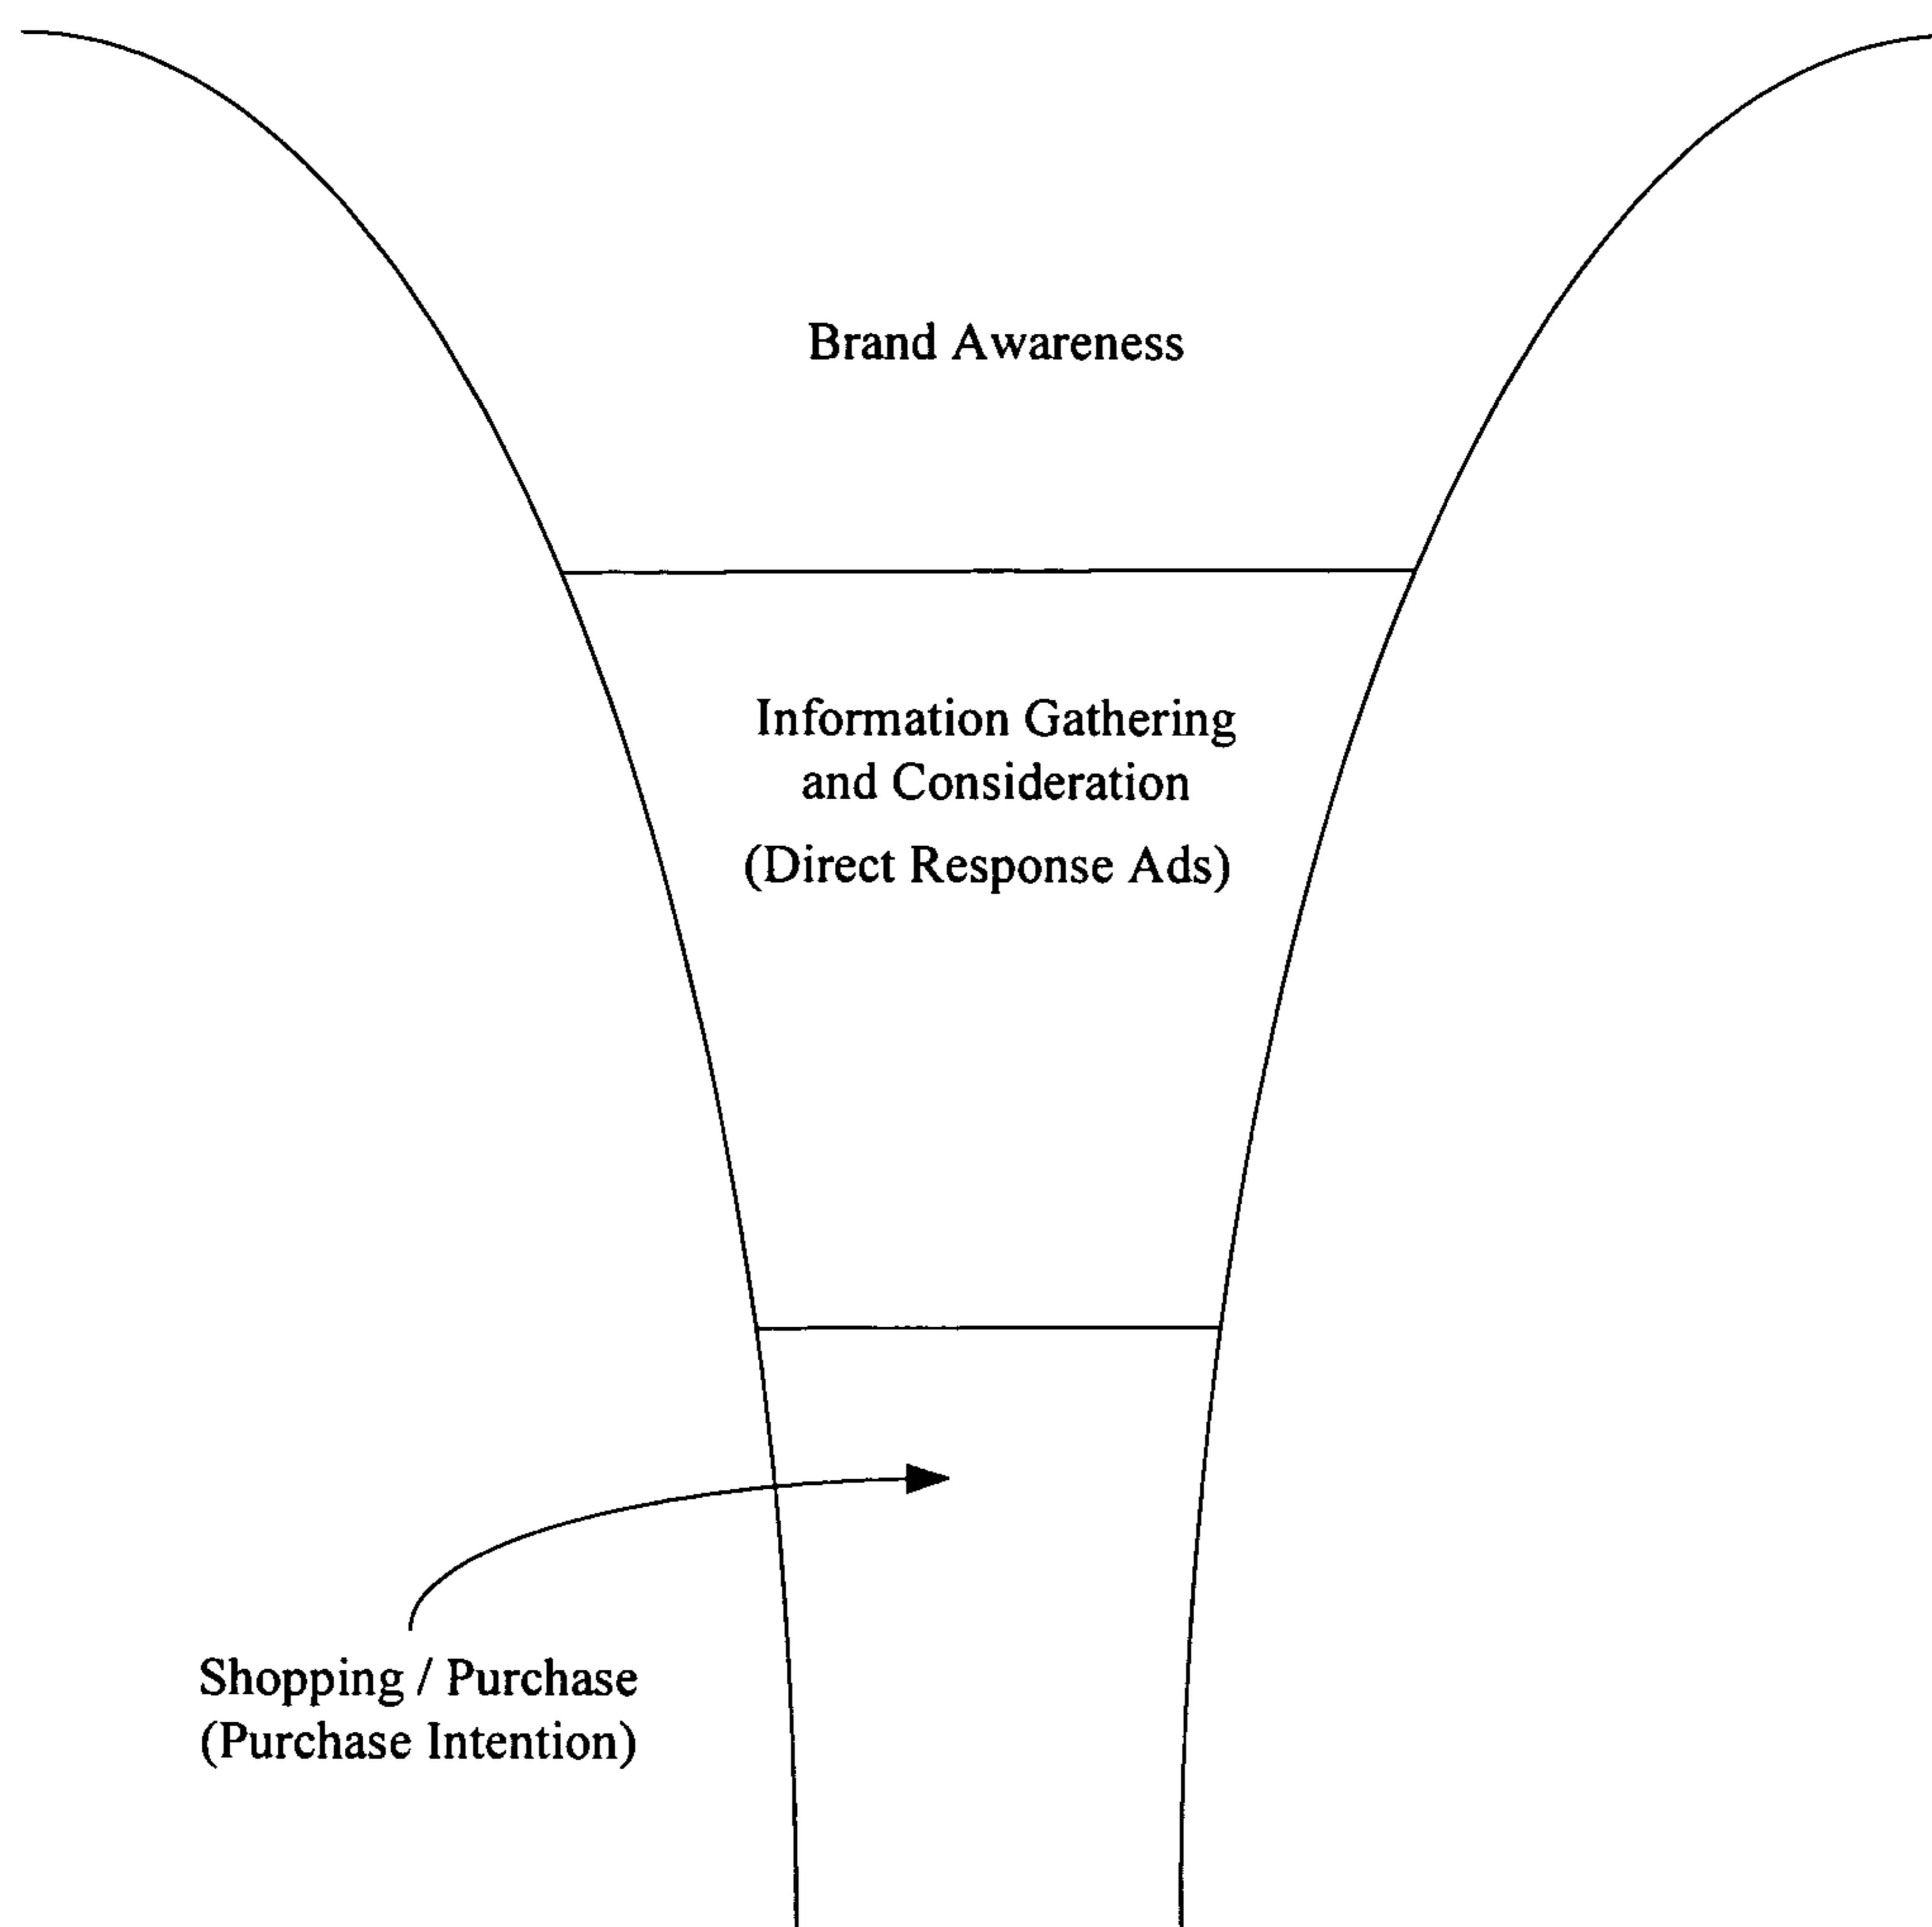 Brand Awareness
Information Gathering
and Consideration
(Direct Response Ads)
Shopping / Purchase
(Purchase Intention)